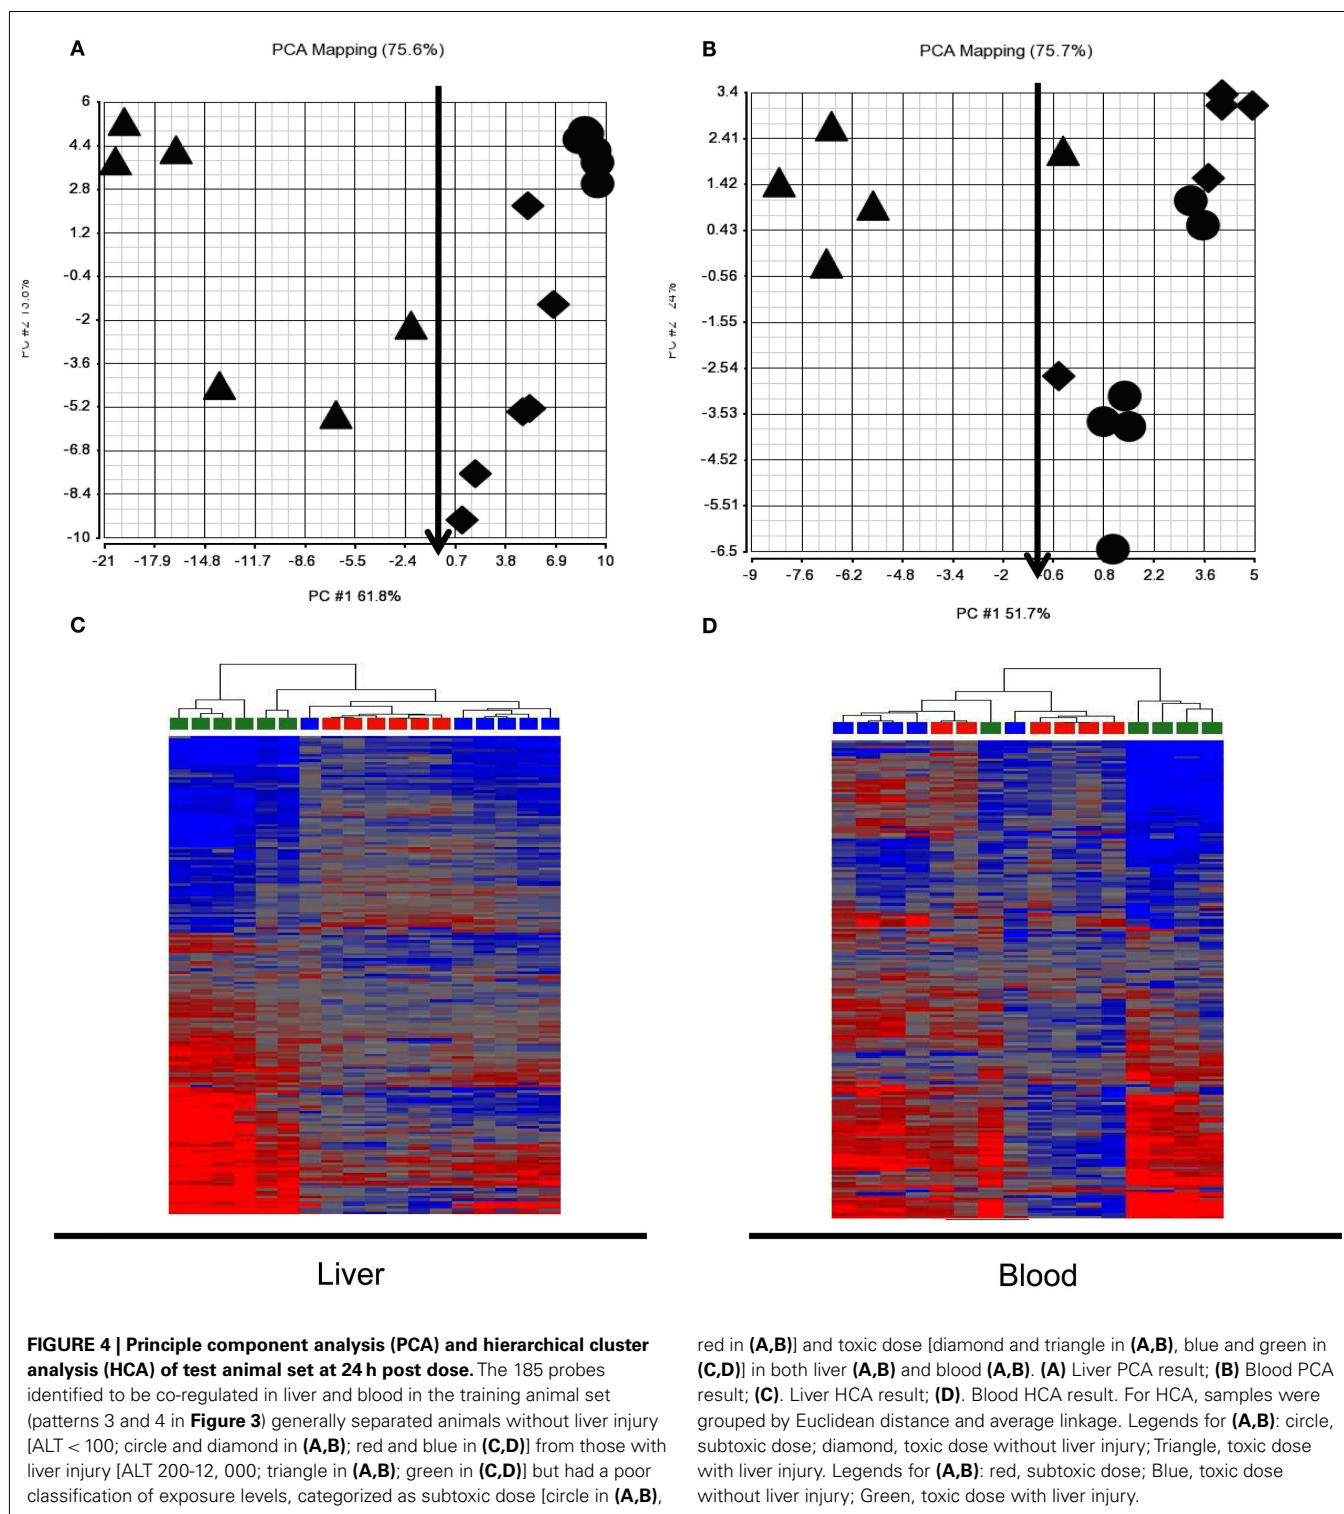 A
PCA Mapping (75.6%)
6
4.4
2.8
1.2
-0.4
-2
-3.6
-5.2
-6.8
-8.4
-10
-21 -17.9 -14.8 -11.7 -8.6 -5.5 -2.4 0.7 3.8 6.9 10
PC #1 61.8%
B
PCA Mapping (75.7%)
3.4
2.41
1.42
0.43
-0.56
-1.55
-2.54
-3.53
-4.52
-5.51
-6.5
PC #2 24%
-9 -7.6 -6.2 -4.8 -3.4 -2 -0.6 0.8 2.2 3.6 5
PC #1 51.7%
C
D
Liver
Blood
FIGURE 4 | Principle component analysis (PCA) and hierarchical cluster
analysis (HCA) of test animal set at 24 h post dose. The 185 probes
identified to be co-regulated in liver and blood in the training animal set
(patterns 3 and 4 in Figure 3) generally separated animals without liver injury
[ALT < 100; circle and diamond in (A,B); red and blue in (C,D)] from those with
liver injury [ALT 200-12, 000; triangle in (A,B); green in (C,D)] but had a poor
classification of exposure levels, categorized as subtoxic dose [circle in (A,B),
red in (A,B)] and toxic dose [diamond and triangle in (A,B), blue and green in
(C,D)] in both liver (A,B) and blood (A,B). (A) Liver PCA result; (B) Blood PCA
result; (C). Liver HCA result; (D). Blood HCA result. For HCA, samples were
grouped by Euclidean distance and average linkage. Legends for (A,B): circle,
subtoxic dose; diamond, toxic dose without liver injury; Triangle, toxic dose
with liver injury. Legends for (A,B): red, subtoxic dose; Blue, toxic dose
without liver injury; Green, toxic dose with liver injury.